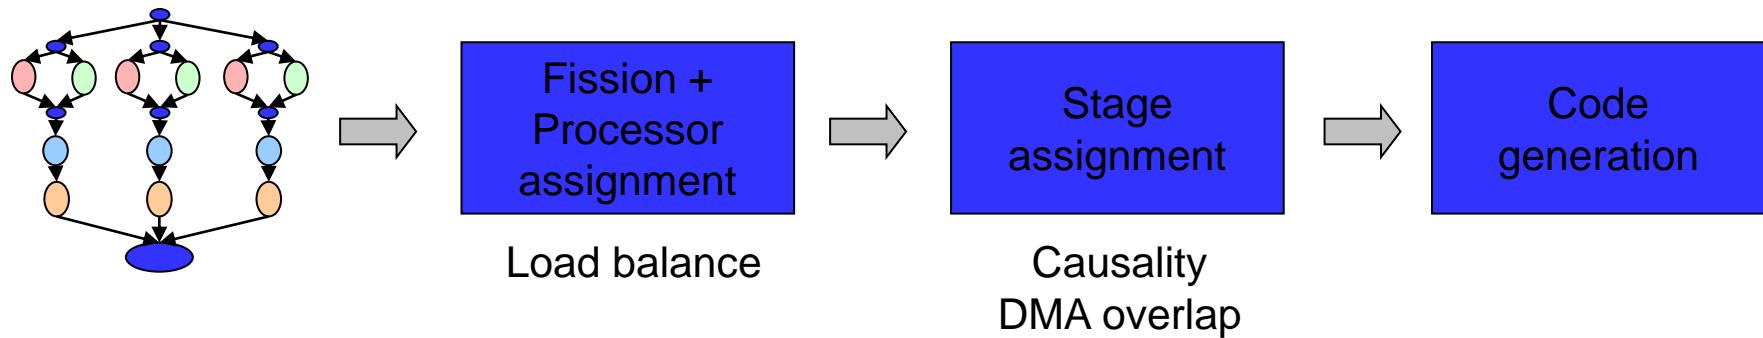 Fission +
Processor
assignment
Load balance
Stage
assignment
Causality
DMA overlap
Code
generation